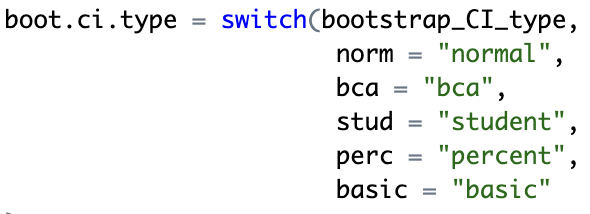 boot.ci.type = switch(bootstrap_CI_type,
norm = "normal",
bca = "bca",
stud = "student",
perc = "percent",
basic = "basic"